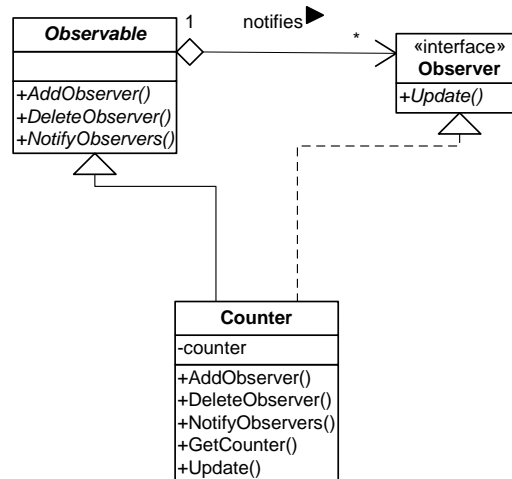 Observable
+AddObserver()
+DeleteObserver()
+NotifyObservers()
1
notifies
*
«interface»
Observer
+Update()
Counter
-counter
+AddObserver()
+DeleteObserver()
+NotifyObservers()
+GetCounter()
+Update()